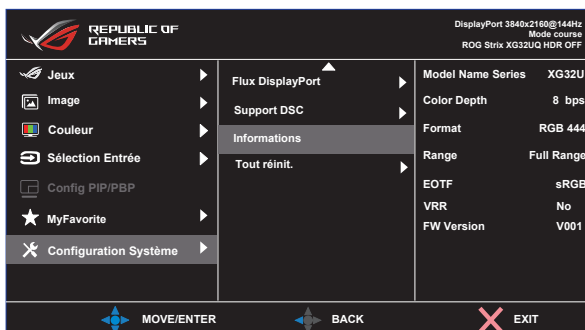 REPUBLIC OF
GAMERS
DisplayPort 3840x2160@144Hz
Mode course
ROG Strix XG32UQ HDR OFF
Jeux
Image
Couleur
Sélection Entrée
Config PIP/PBP
MyFavorite
Configuration Système
Flux DisplayPort
Support DSC
Informations
Tout réinit.
Model Name Series XG32U
Color Depth 8 bps
Format RGB 444
Range Full Range
EOTF sRGB
VRR No
FW Version V001
MOVE/ENTER
BACK
EXIT